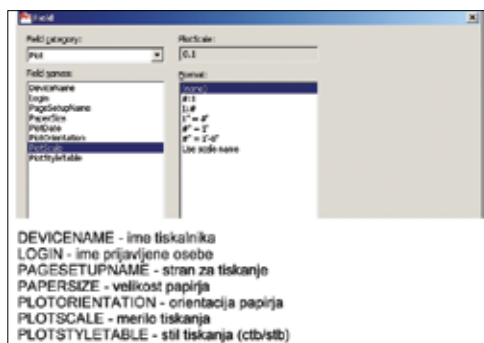 Field
Field category:
Plot
Field names:
DeviceName
Login
PageSetupName
PaperSize
PlotDate
PlotOrientation
PlotScale
PlotStyleTable
PlotScale:
0.1
Format:
(none)
#:1
1:#
1" = #'
#" = 1'
#" = 1'-0"
Use scale name
DEVICENAME - ime tiskalnika
LOGIN - ime prijavljene osebe
PAGESETUPNAME - stran za tiskanje
PAPERSIZE - velikost papirja
PLOTORIENTATION - orientacija papirja
PLOTSCALE - merilo tiskanja
PLOTSTYLETABLE - stil tiskanja (ctb/stb)